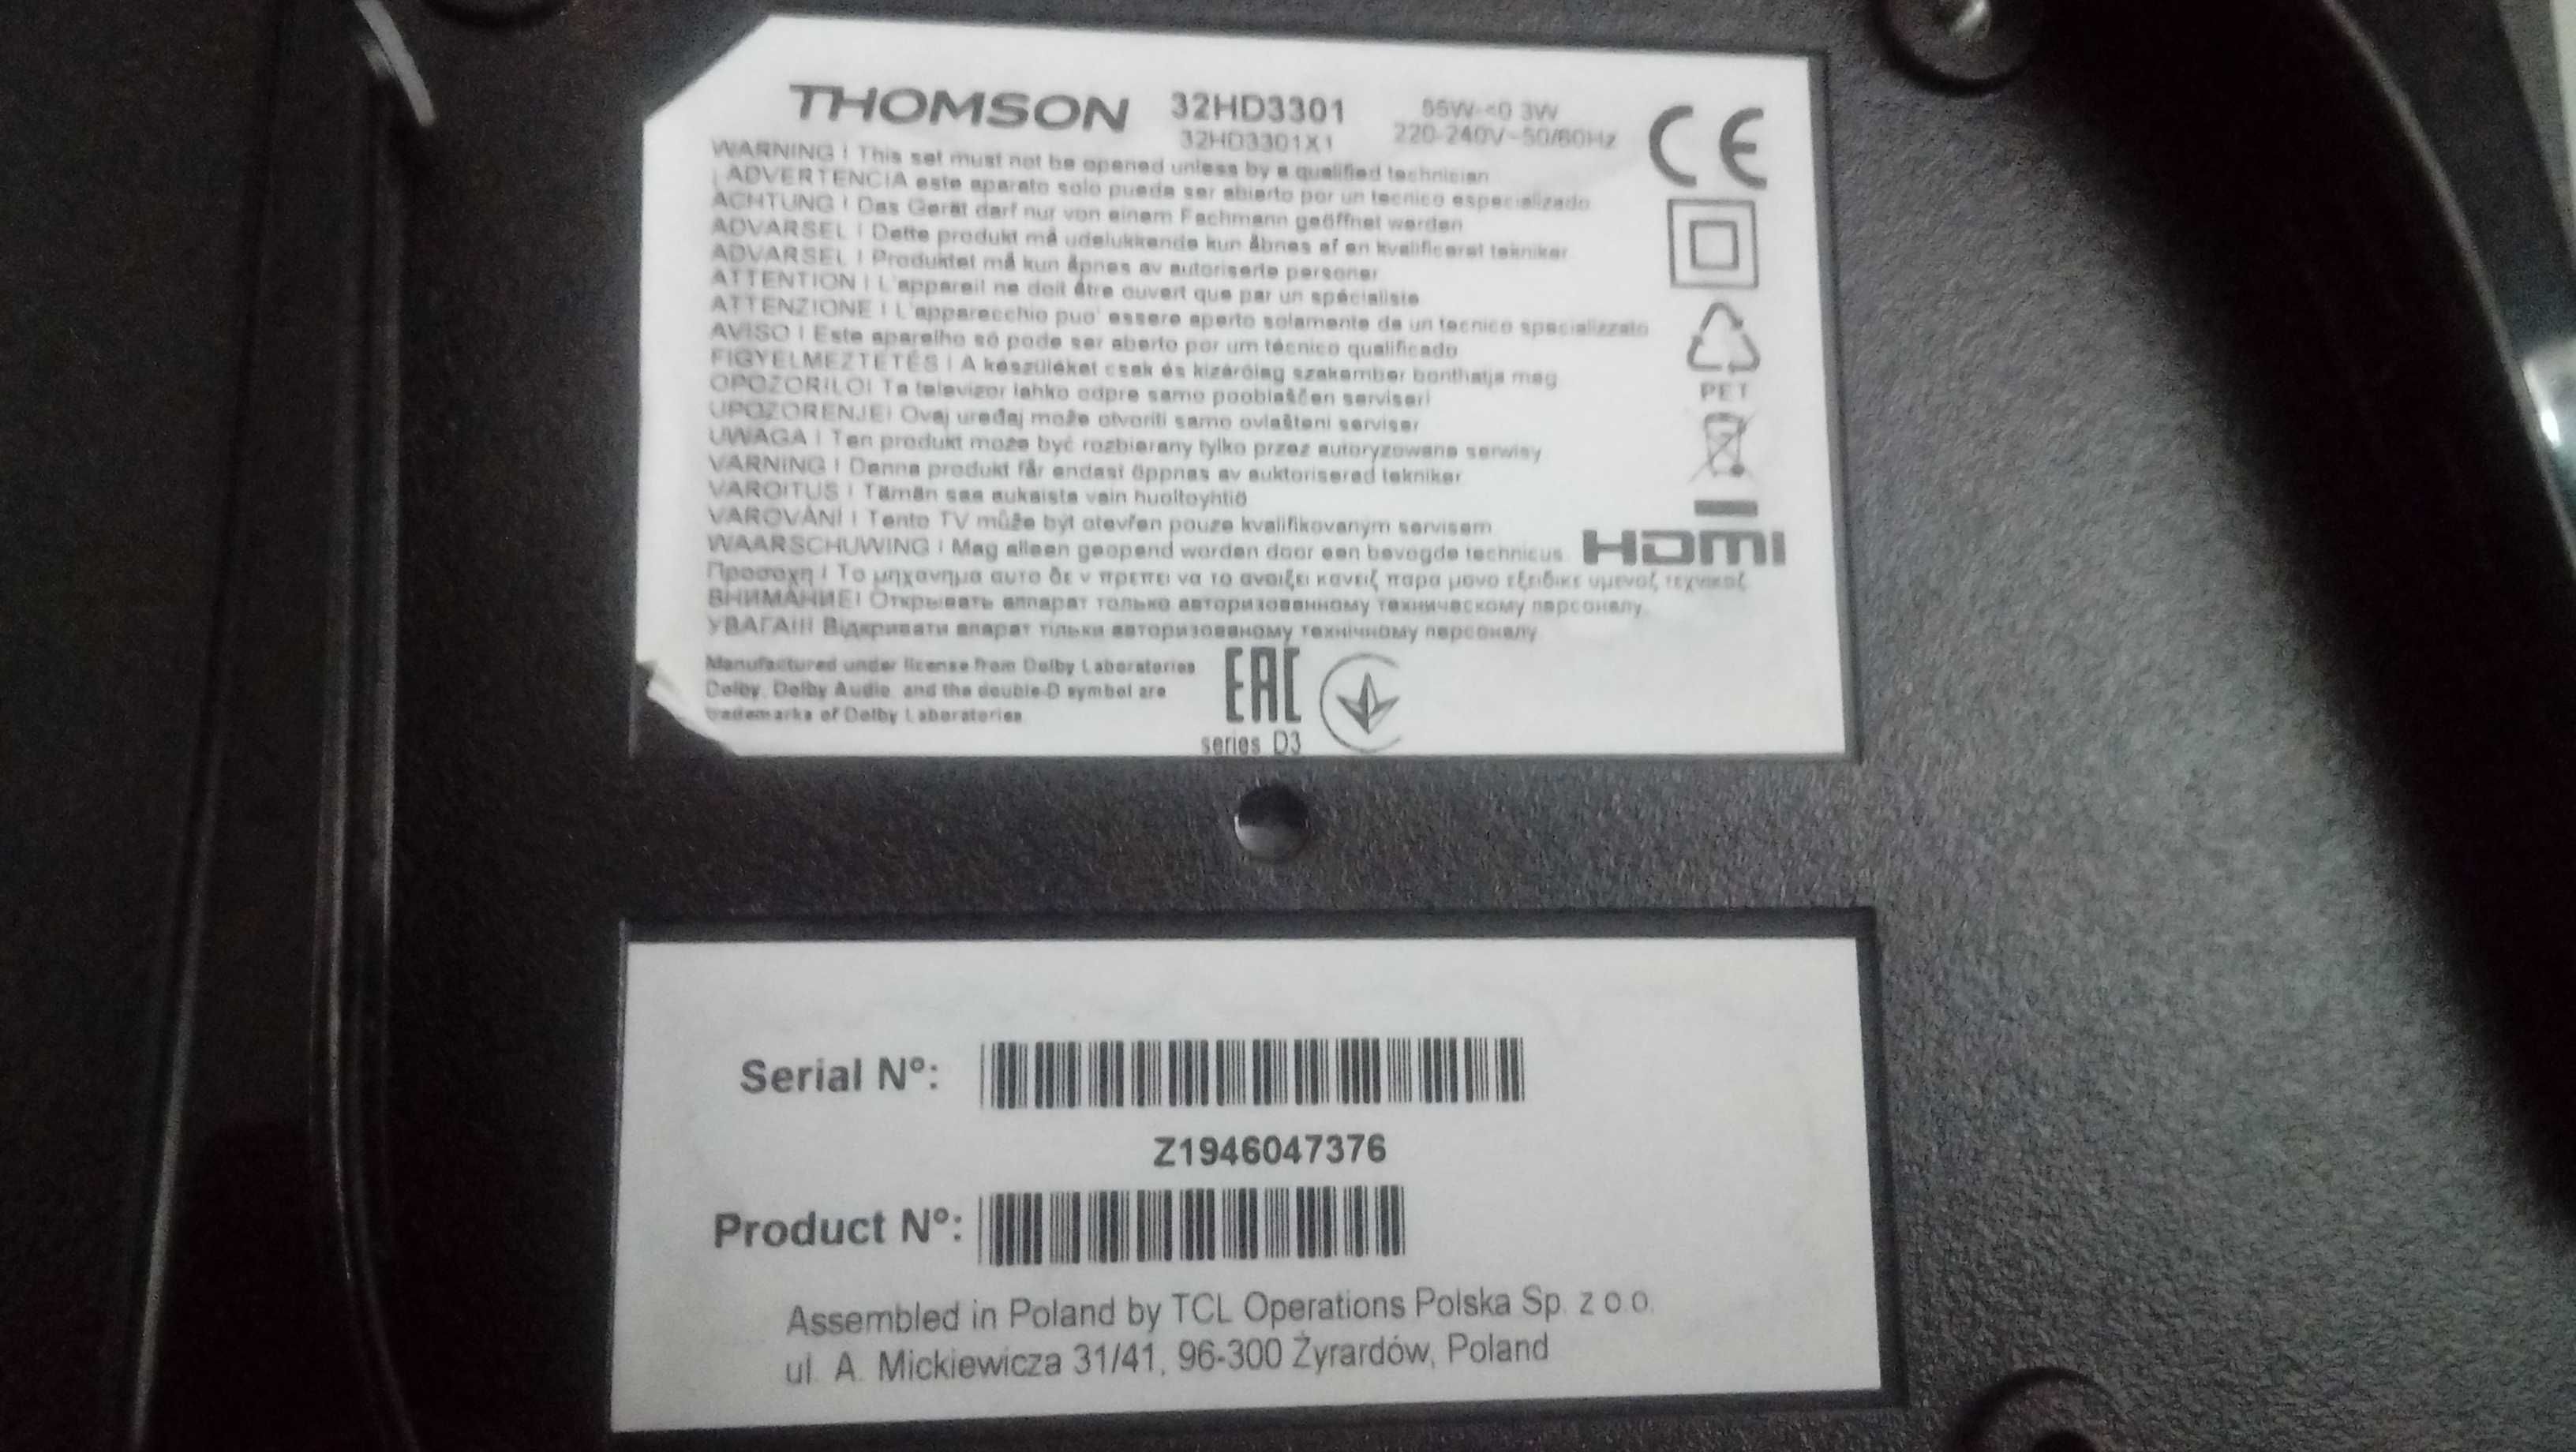 THOMSON 32HD3301 55W-<0.3W
32HD3301X1 220-240V~50/60Hz
CE
WARNING ! This set must not be opened unless by a qualified technician
¡ ADVERTENCIA este aparato solo puede ser abierto por un tecnico especializado
ACHTUNG ! Das Gerät darf nur von einem Fachmann geöffnet werden
ADVARSEL ! Dette produkt må udelukkende kun åbnes af en kvalificeret tekniker
ADVARSEL ! Produktet må kun åpnes av autoriserte personer
ATTENTION ! L'appareil ne doit être ouvert que par un spécialiste
ATTENZIONE ! L'apparecchio puo' essere aperto solamente da un tecnico specializzato
AVISO ! Este aparelho só pode ser aberto por um técnico qualificado
FIGYELMEZTETÉS ! A készüléket csak és kizárólag szakember bonthatja meg
PET
OPOZORILO! Ta televizor lahko odpre samo pooblaščen serviser
UPOZORENJE! Ovaj uređaj može otvoriti samo ovlašteni serviser
UWAGA ! Ten produkt może być rozbierany tylko przez autoryzowane serwisy
VARNING ! Denna produkt får endast öppnas av auktoriserad tekniker
VAROITUS ! Tämän saa aukaista vain huoltoyhtiö
VAROVÁNÍ ! Tento TV může být otevřen pouze kvalifikovaným servisem
WAARSCHUWING ! Mag alleen geopend worden door een bevogde technicus
HDMI
Προσοχη ! Το μηχανημα αυτο δε ν πρεπει να το ανοιξει κανειζ παρα μονο εξειδικε υμενοζ τεχνικοζ
ВНИМАНИЕ! Открывать аппарат только авторизованному техническому персоналу
УВАГА!!! Відкривати апарат тільки авторизованому технічному персоналу
Manufactured under license from Dolby Laboratories
Dolby, Dolby Audio, and the double-D symbol are
trademarks of Dolby Laboratories
EAC
series D3
Serial Nº:
Z1946047376
Product Nº:
Assembled in Poland by TCL Operations Polska Sp. z o.o.
ul. A. Mickiewicza 31/41, 96-300 Żyrardów, Poland